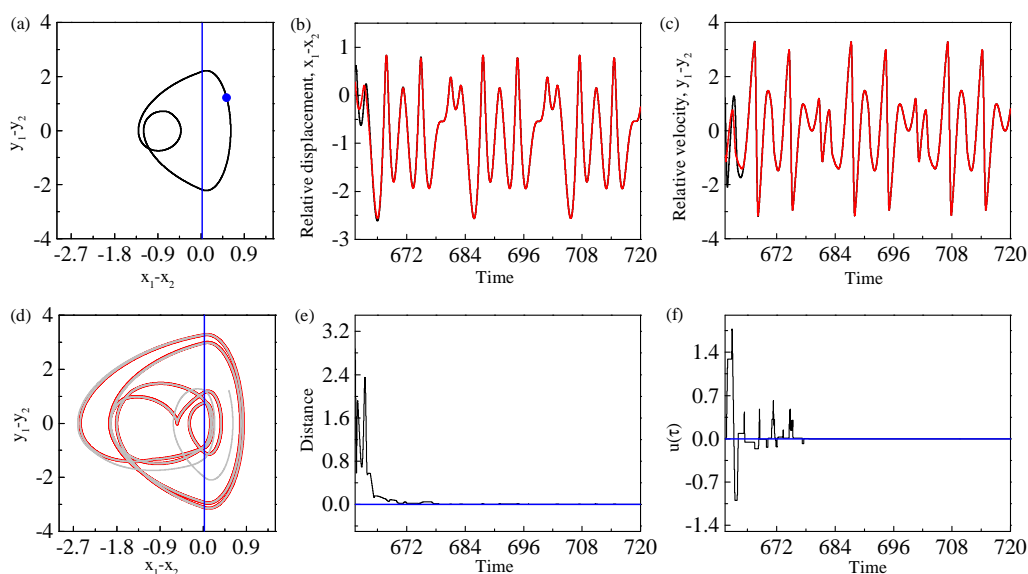 (a)
4
2
0
-2
-4
y₁-y₂
-2.7 -1.8 -0.9 0.0 0.9
x₁-x₂
(b)
1
0
-1
-2
-3
Relative displacement, x₁-x₂
672 684 696 708 720
Time
(c)
4
2
0
-2
-4
Relative velocity, y₁-y₂
672 684 696 708 720
Time
(d)
4
2
0
-2
-4
y₁-y₂
-2.7 -1.8 -0.9 0.0 0.9
x₁-x₂
(e)
3.2
2.4
1.6
0.8
0.0
Distance
672 684 696 708 720
Time
(f)
1.4
0.7
0.0
-0.7
-1.4
u(τ)
672 684 696 708 720
Time